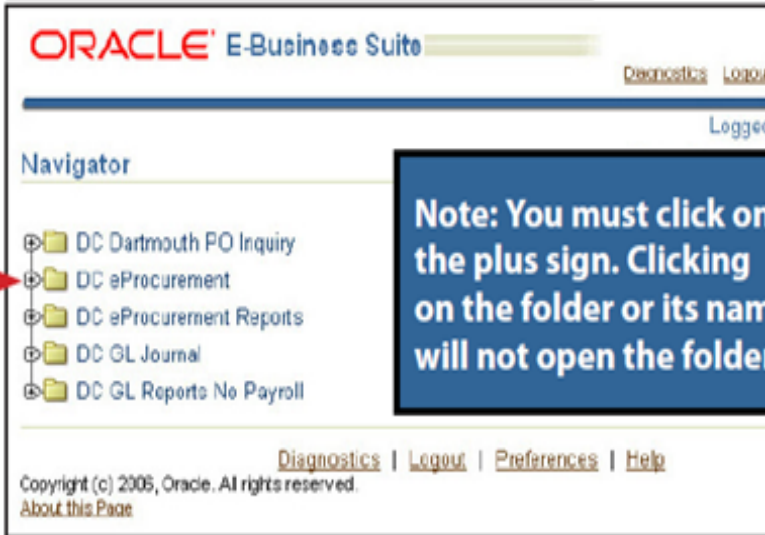 ORACLE' E-Business Suite
Diagnostics Logou
Logged
Navigator
DC Dartmouth PO Inquiry
DC eProcurement
DC eProcurement Reports
DC GL Journal
DC GL Reports No Payroll
Note: You must click on
the plus sign. Clicking
on the folder or its nam
will not open the folder
Diagnostics | Logout | Preferences | Help
Copyright (c) 2006, Oracle. All rights reserved.
About this Page